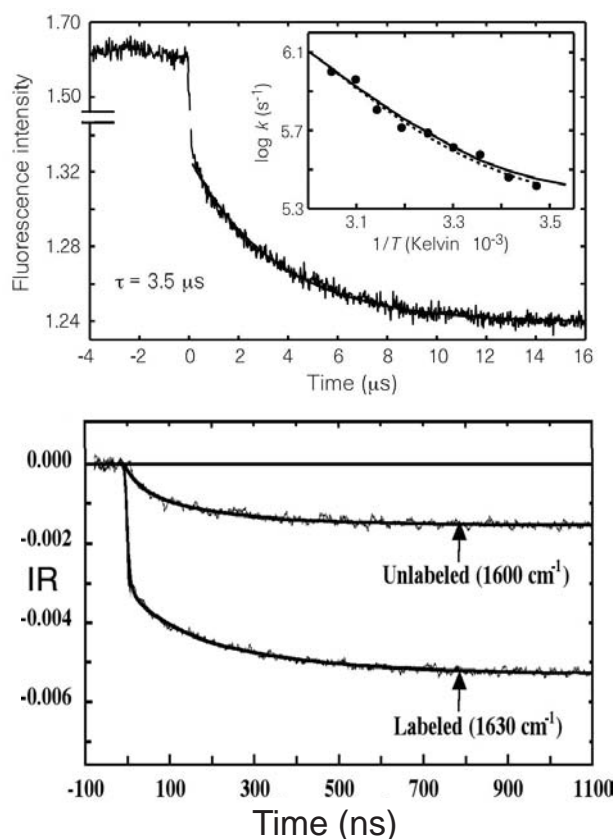 Fluorescence intensity
1.70
1.50
1.32
1.28
1.24
τ = 3.5 μs
-4 -2 0 2 4 6 8 10 12 14 16
Time (μs)
log k (s⁻¹)
6.1
5.7
5.3
3.1 3.3 3.5
1/T (Kelvin 10⁻³)
IR
0.000
-0.002
-0.004
-0.006
Unlabeled (1600 cm⁻¹)
Labeled (1630 cm⁻¹)
-100 100 300 500 700 900 1100
Time (ns)